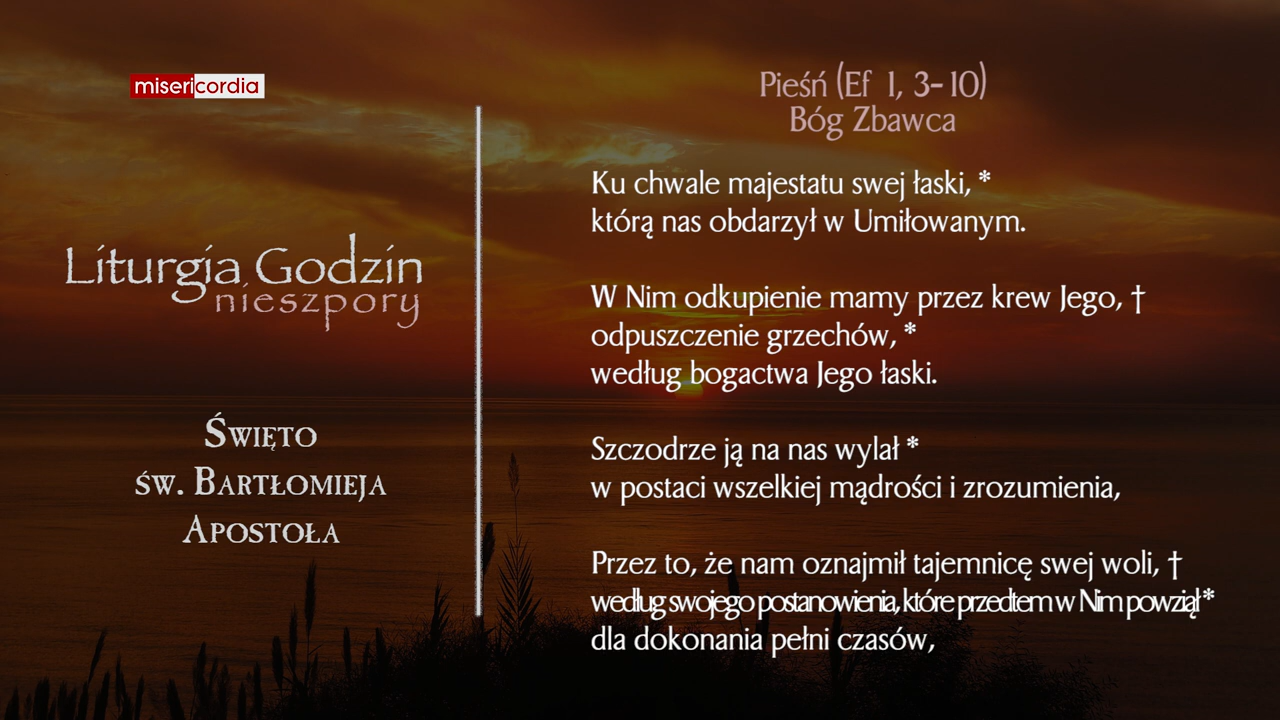 misericordia
Liturgia Godzin
nieszpory
Święto
św. Bartłomieja
Apostoła
Pieśń (Ef 1, 3-10)
Bóg Zbawca
Ku chwale majestatu swej łaski, *
którą nas obdarzył w Umiłowanym.
W Nim odkupienie mamy przez krew Jego, †
odpuszczenie grzechów, *
według bogactwa Jego łaski.
Szczodrze ją na nas wylał *
w postaci wszelkiej mądrości i zrozumienia,
Przez to, że nam oznajmił tajemnicę swej woli, †
według swojego postanowienia, które przedtem w Nim powziął *
dla dokonania pełni czasów,